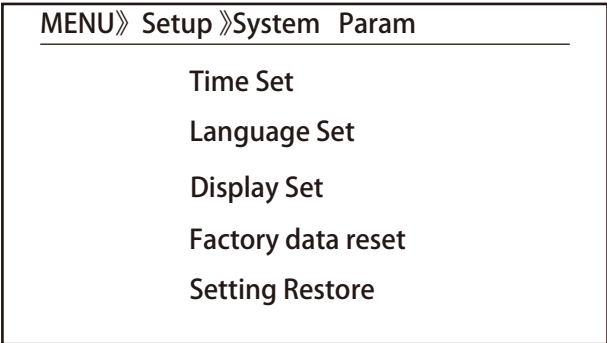 MENU》 Setup 》System Param
Time Set
Language Set
Display Set
Factory data reset
Setting Restore